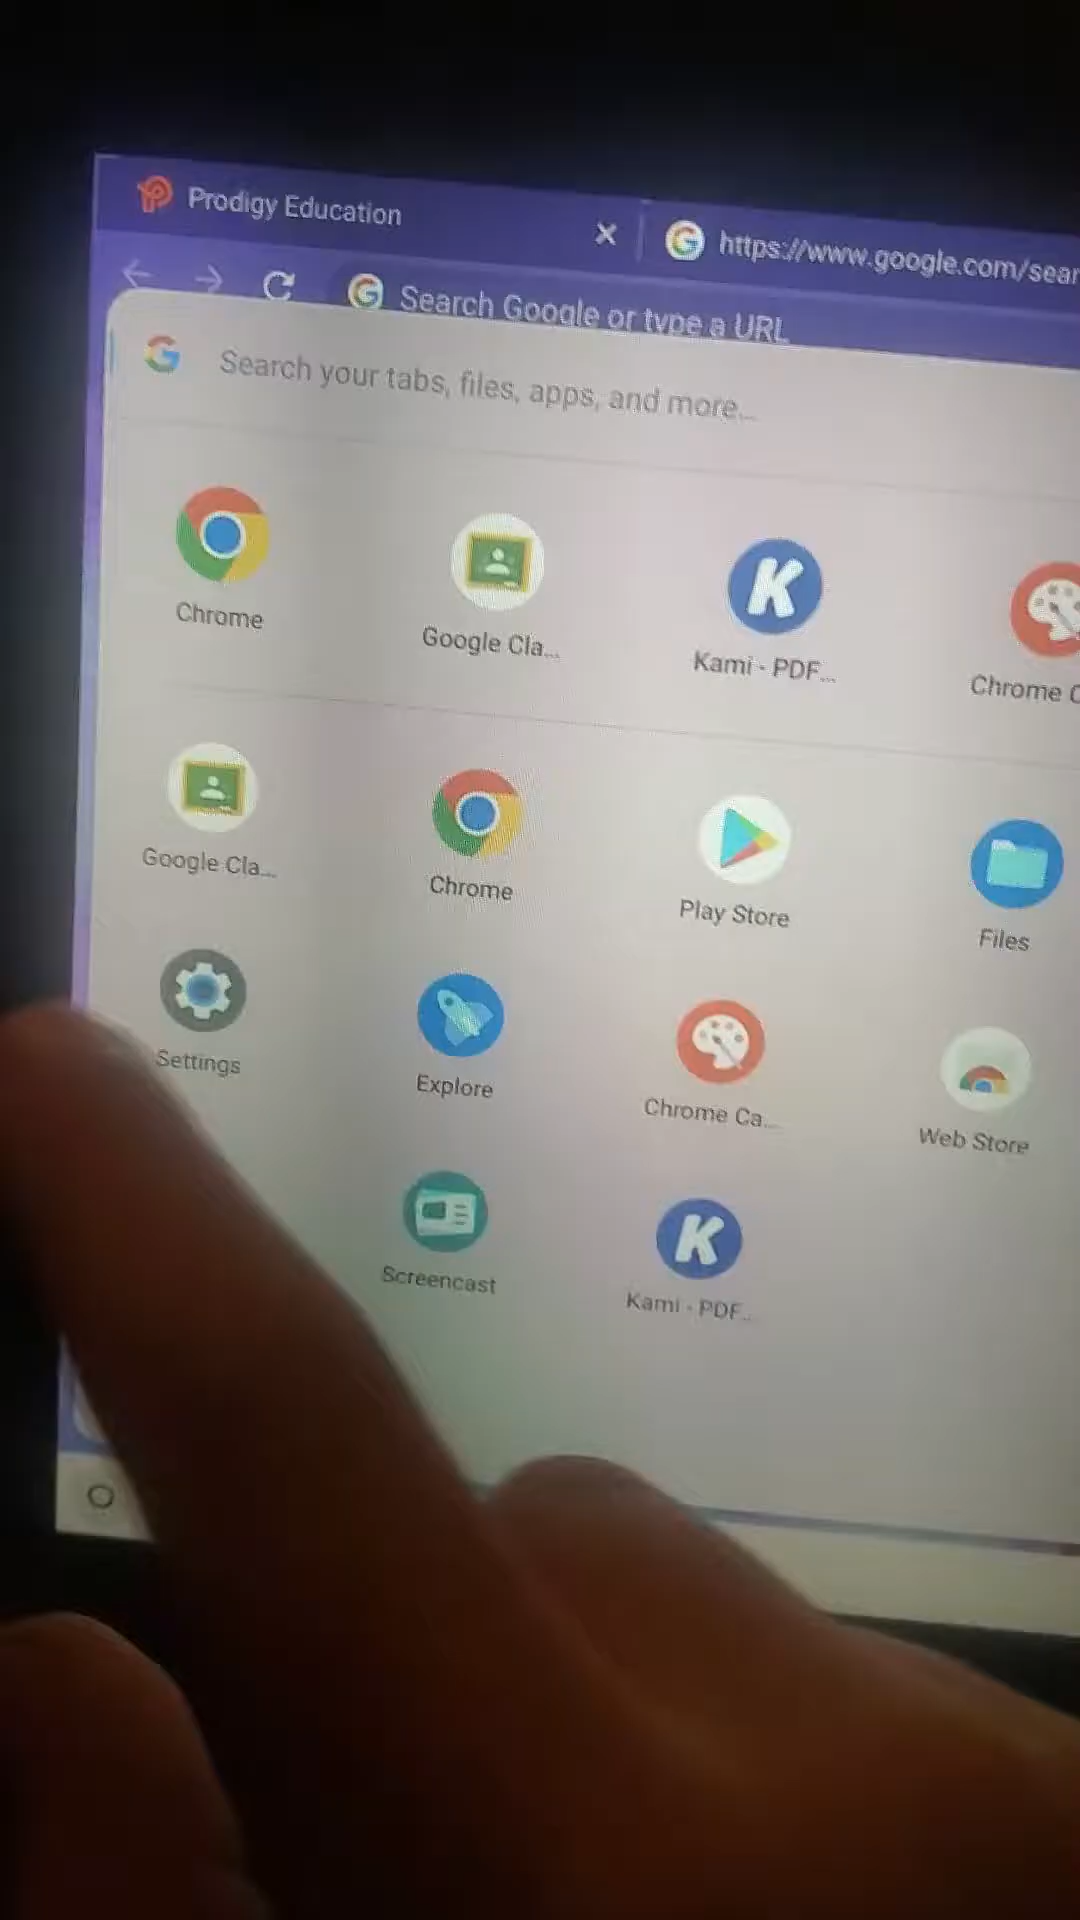 Prodigy Education
https://www.google.com/sear
Search Google or type a URL
Search your tabs, files, apps, and more...
Chrome
Google Cla...
Kami - PDF...
Chrome C
Google Cla...
Chrome
Play Store
Files
Settings
Explore
Chrome Ca...
Web Store
Screencast
Kami - PDF...